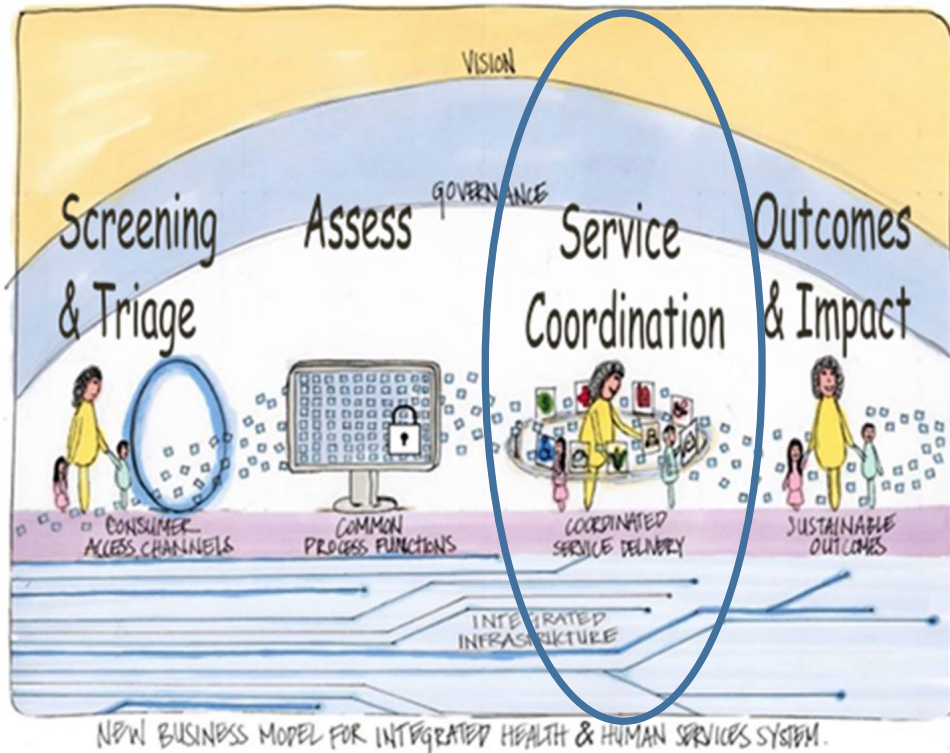 VISION
GOVERNANCE
Screening
& Triage
Assess
Service
Coordination
Outcomes
& Impact
CONSUMER
ACCESS CHANNELS
COMMON
PROCESS FUNCTIONS
COORDINATED
SERVICE DELIVERY
SUSTAINABLE
OUTCOMES
INTEGRATED
INFRASTRUCTURE
NEW BUSINESS MODEL FOR INTEGRATED HEALTH & HUMAN SERVICES SYSTEM.